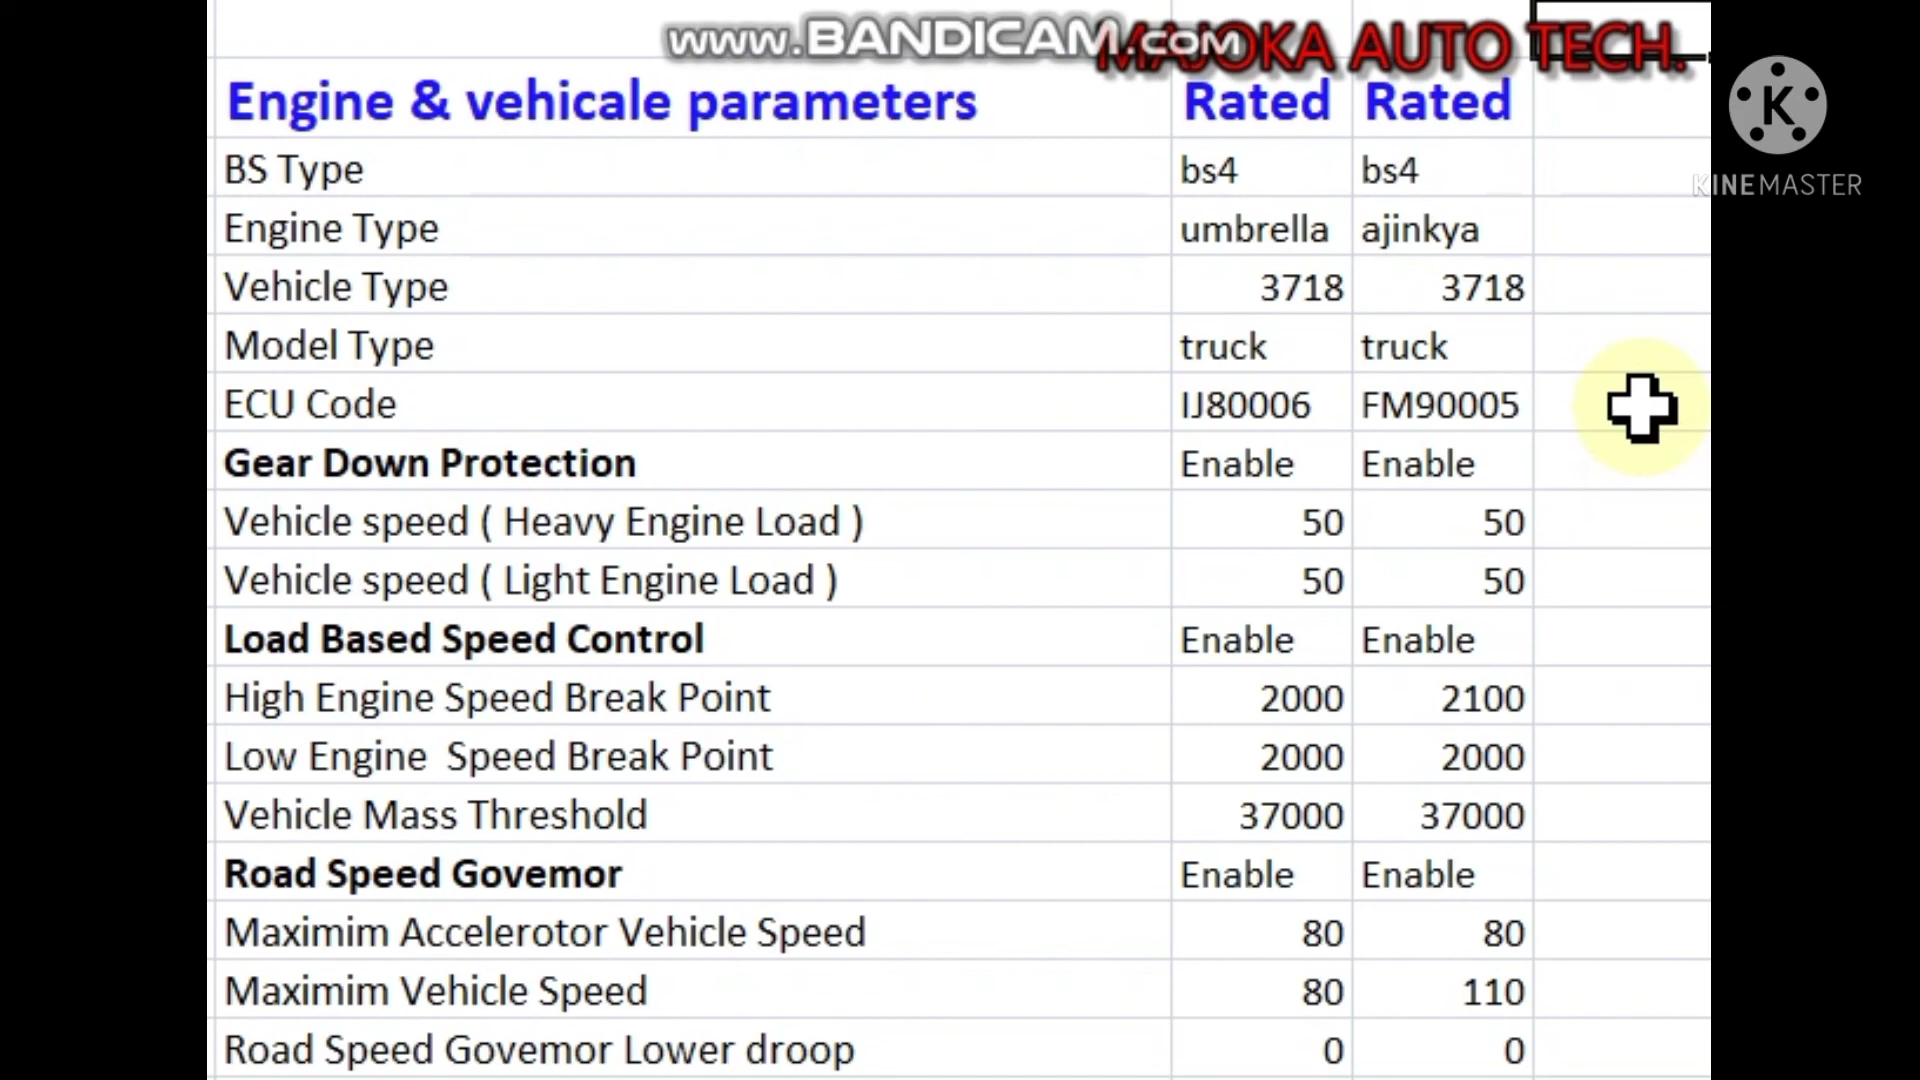 www.BANDICAM.com
MAJOKA AUTO TECH.
Engine & vehicale parameters Rated Rated
K
KINEMASTER
BS Type bs4 bs4
Engine Type umbrella ajinkya
Vehicle Type 3718 3718
Model Type truck truck
ECU Code IJ80006 FM90005
Gear Down Protection Enable Enable
Vehicle speed ( Heavy Engine Load ) 50 50
Vehicle speed ( Light Engine Load ) 50 50
Load Based Speed Control Enable Enable
High Engine Speed Break Point 2000 2100
Low Engine  Speed Break Point 2000 2000
Vehicle Mass Threshold 37000 37000
Road Speed Govemor Enable Enable
Maximim Accelerotor Vehicle Speed 80 80
Maximim Vehicle Speed 80 110
Road Speed Govemor Lower droop 0 0